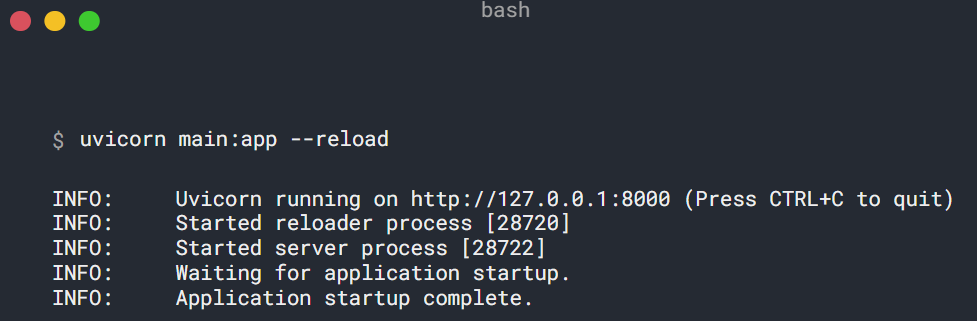 bash
$ uvicorn main:app --reload
INFO:     Uvicorn running on http://127.0.0.1:8000 (Press CTRL+C to quit)
INFO:     Started reloader process [28720]
INFO:     Started server process [28722]
INFO:     Waiting for application startup.
INFO:     Application startup complete.